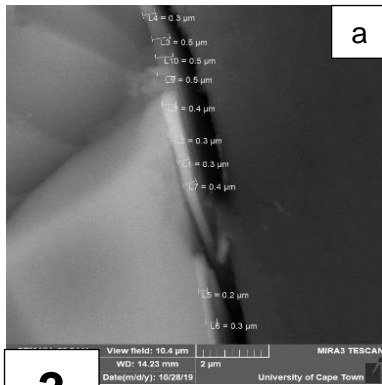 L4 = 0.3 µm
a
L3 = 0.5 µm
L10 = 0.5 µm
L9 = 0.5 µm
= 0.4 µm
= 0.3 µm
L1 = 0.3 µm
L7 = 0.4 µm
L5 = 0.2 µm
L6 = 0.3 µm
View field: 10.4 µm
MIRA3 TESCAN
WD: 14.23 mm
2 µm
Date(m/d/y): 10/28/19
University of Cape Town